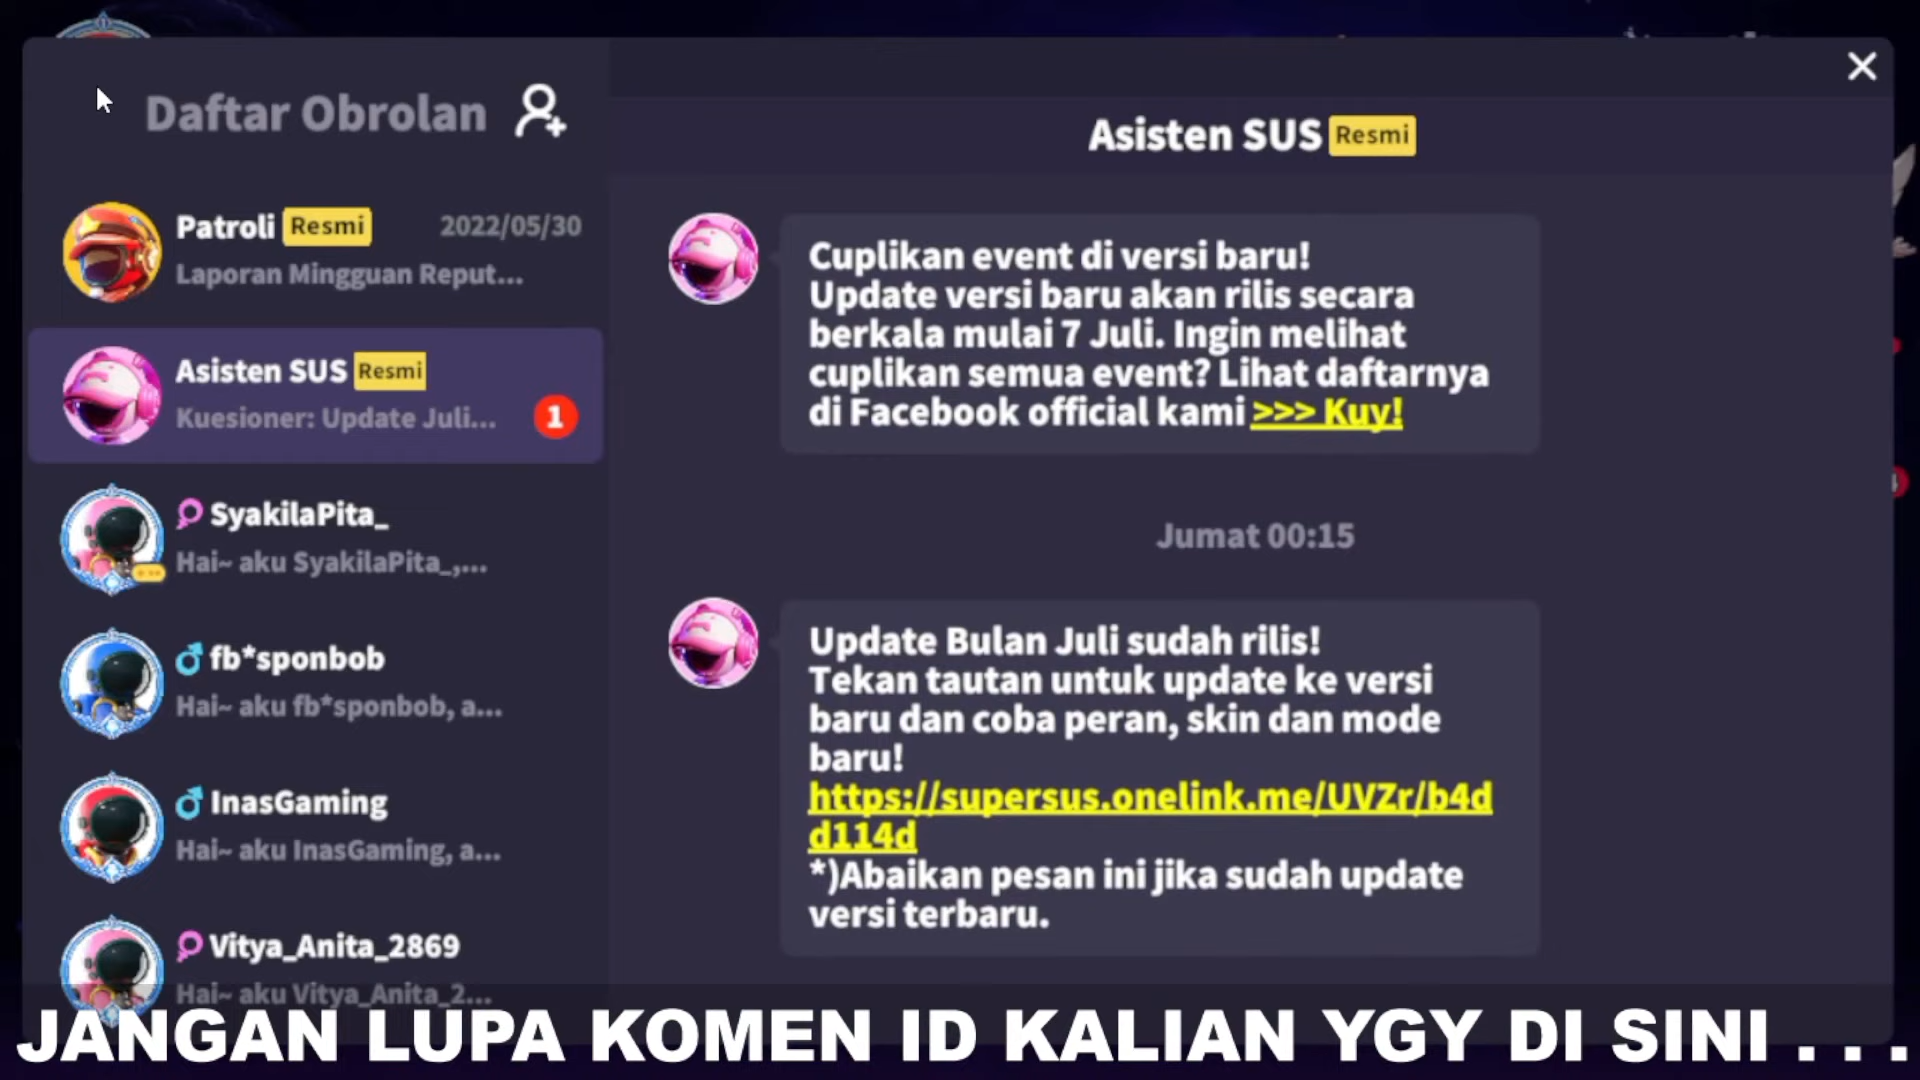 Daftar Obrolan
Patroli Resmi 2022/05/30
Laporan Mingguan Reput...
Asisten SUS Resmi
Kuesioner: Update Juli...
1
SyakilaPita_
Hai~ aku SyakilaPita_,...
fb*sponbob
Hai~ aku fb*sponbob, a...
InasGaming
Hai~ aku InasGaming, a...
Vitya_Anita_2869
Hai~ aku Vitya_Anita_2...
Asisten SUS Resmi
Cuplikan event di versi baru!
Update versi baru akan rilis secara
berkala mulai 7 Juli. Ingin melihat
cuplikan semua event? Lihat daftarnya
di Facebook official kami >>> Kuy!
Jumat 00:15
Update Bulan Juli sudah rilis!
Tekan tautan untuk update ke versi
baru dan coba peran, skin dan mode
baru!
https://supersus.onelink.me/UVZr/b4d
d114d
*)Abaikan pesan ini jika sudah update
versi terbaru.
JANGAN LUPA KOMEN ID KALIAN YGY DI SINI . . .